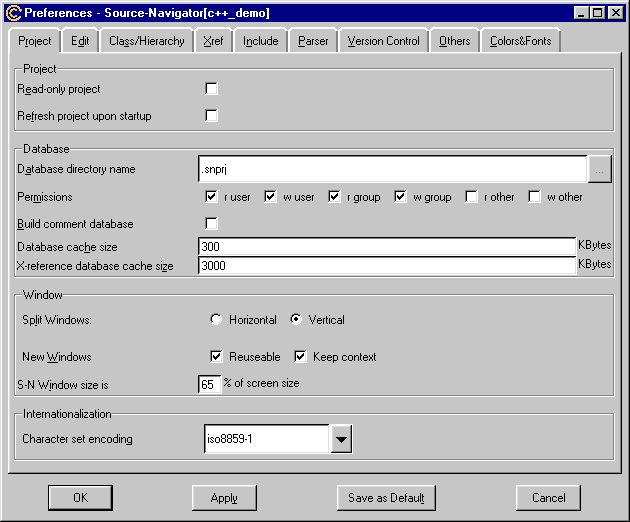 Preferences - Source-Navigator[c++_demo]
Project Edit Class/Hierarchy Xref Include Parser Version Control Others Colors&Fonts
Project
Read-only project
Refresh project upon startup
Database
Database directory name .snprj ...
Permissions r user w user r group w group r other w other
Build comment database
Database cache size 300 KBytes
X-reference database cache size 3000 KBytes
Window
Split Windows: Horizontal Vertical
New Windows Reuseable Keep context
S-N Window size is 65 % of screen size
Internationalization
Character set encoding iso8859-1
OK Apply Save as Default Cancel